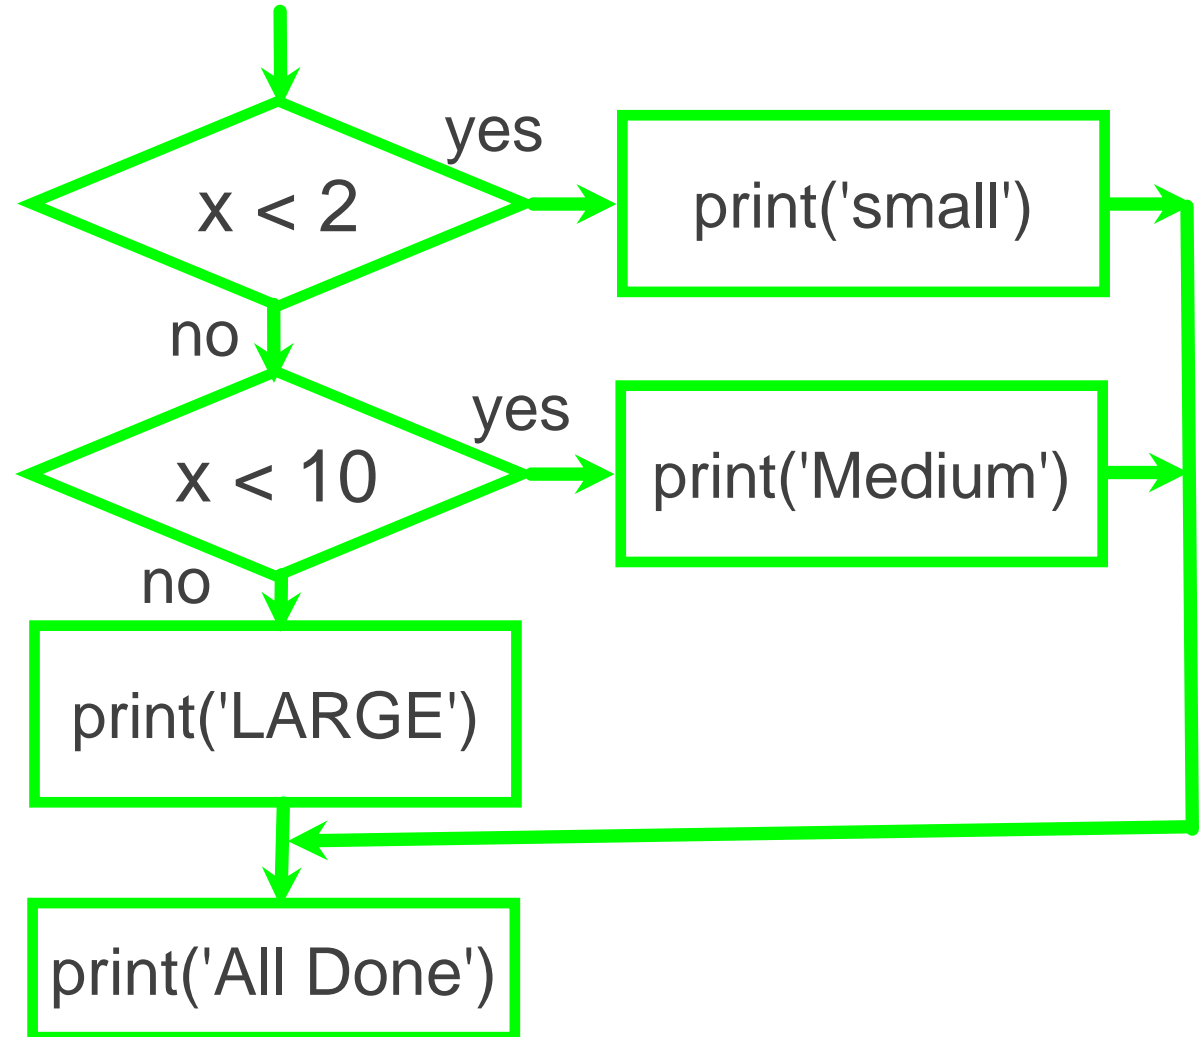 yes
x < 2
print('small')
no
yes
x < 10
print('Medium')
no
print('LARGE')
print('All Done')